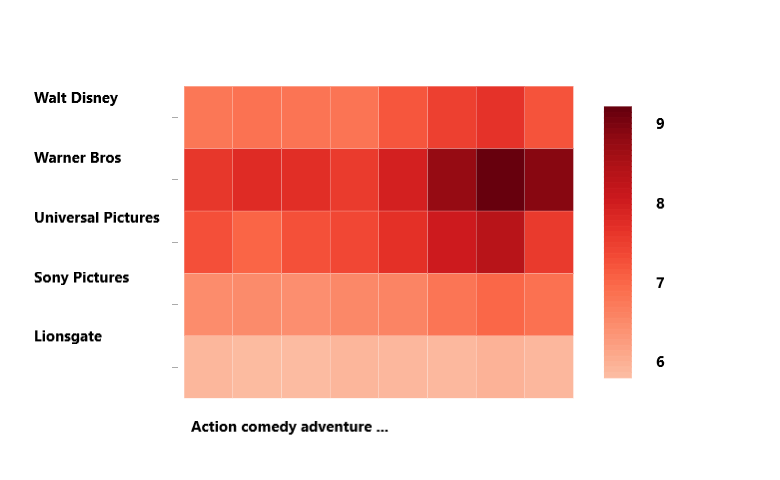 Walt Disney
Warner Bros
Universal Pictures
Sony Pictures
Lionsgate
9
8
7
6
Action comedy adventure ...